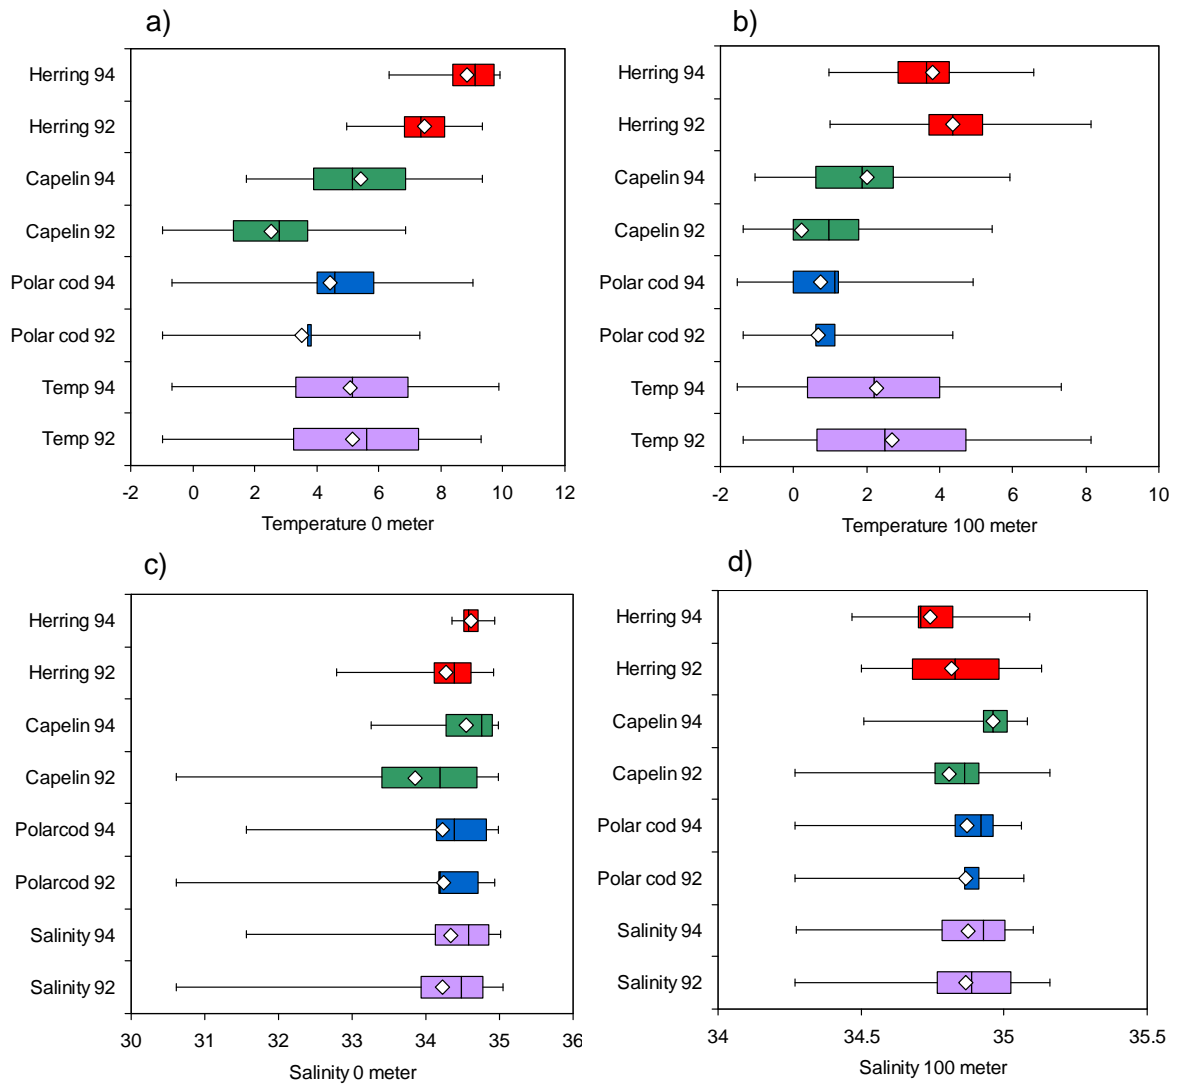 a)
Herring 94
Herring 92
Capelin 94
Capelin 92
Polar cod 94
Polar cod 92
Temp 94
Temp 92
-2 0 2 4 6 8 10 12
Temperature 0 meter
b)
Herring 94
Herring 92
Capelin 94
Capelin 92
Polar cod 94
Polar cod 92
Temp 94
Temp 92
-2 0 2 4 6 8 10
Temperature 100 meter
c)
Herring 94
Herring 92
Capelin 94
Capelin 92
Polarcod 94
Polarcod 92
Salinity 94
Salinity 92
30 31 32 33 34 35 36
Salinity 0 meter
d)
Herring 94
Herring 92
Capelin 94
Capelin 92
Polar cod 94
Polar cod 92
Salinity 94
Salinity 92
34 34.5 35 35.5
Salinity 100 meter